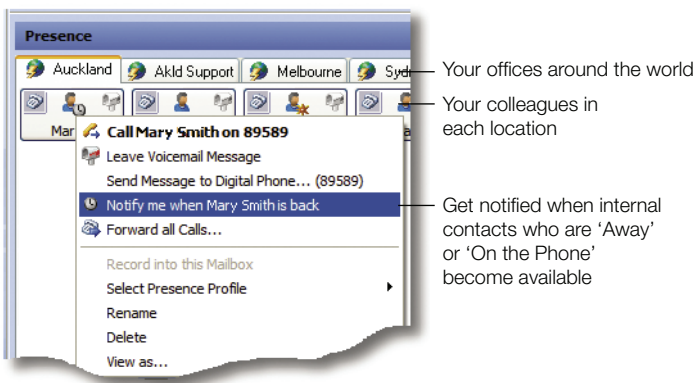 Presence
Auckland Akld Support Melbourne Sydn
Your offices around the world
Your colleagues in
each location
Mar
Call Mary Smith on 89589
Leave Voicemail Message
Send Message to Digital Phone... (89589)
Notify me when Mary Smith is back
Forward all Calls...
Get notified when internal
contacts who are ‘Away’
or ‘On the Phone’
become available
Record into this Mailbox
Select Presence Profile
Rename
Delete
View as...